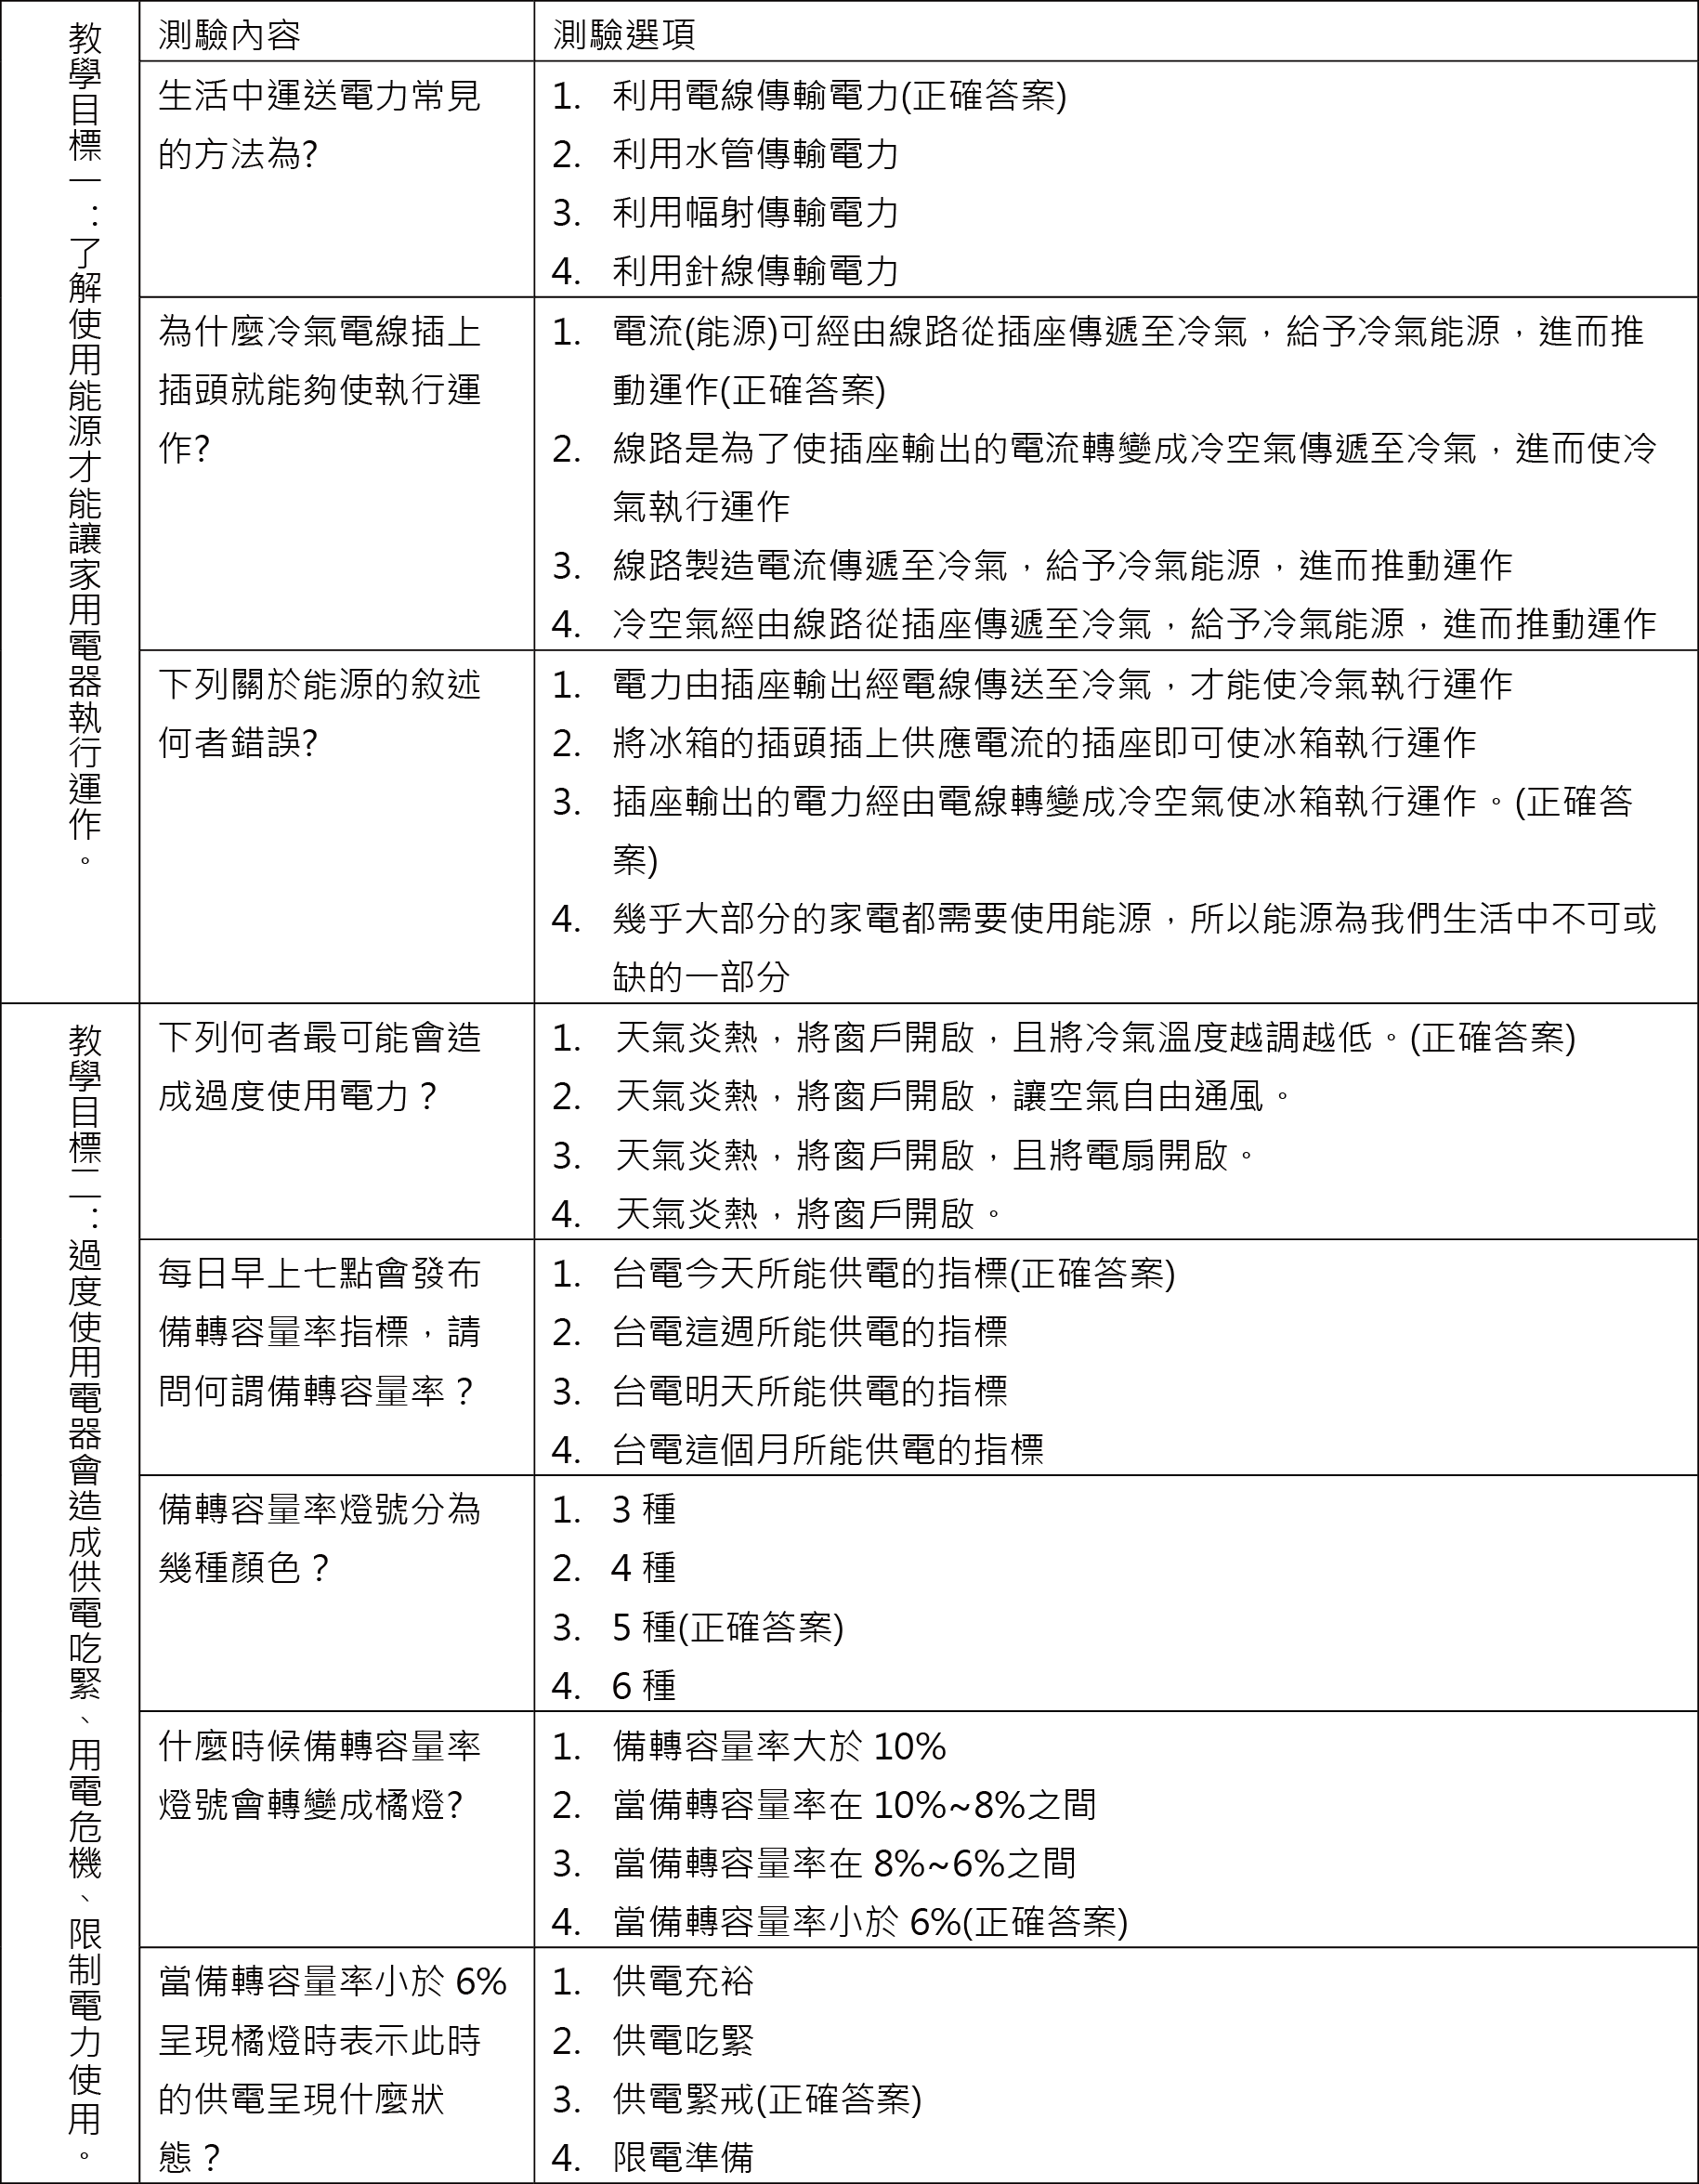 教學目標一：了解使用能源才能讓家用電器執行運作。
測驗內容
測驗選項
生活中運送電力常見
的方法為?
1. 利用電線傳輸電力(正確答案)
2. 利用水管傳輸電力
3. 利用幅射傳輸電力
4. 利用針線傳輸電力
為什麼冷氣電線插上
插頭就能夠使執行運
作?
1. 電流(能源)可經由線路從插座傳遞至冷氣，給予冷氣能源，進而推
動運作(正確答案)
2. 線路是為了使插座輸出的電流轉變成冷空氣傳遞至冷氣，進而使冷
氣執行運作
3. 線路製造電流傳遞至冷氣，給予冷氣能源，進而推動運作
4. 冷空氣經由線路從插座傳遞至冷氣，給予冷氣能源，進而推動運作
下列關於能源的敘述
何者錯誤?
1. 電力由插座輸出經電線傳送至冷氣，才能使冷氣執行運作
2. 將冰箱的插頭插上供應電流的插座即可使冰箱執行運作
3. 插座輸出的電力經由電線轉變成冷空氣使冰箱執行運作。(正確答
案)
4. 幾乎大部分的家電都需要使用能源，所以能源為我們生活中不可或
缺的一部分
教學目標二：過度使用電器會造成供電吃緊、用電危機、限制電力使用。
下列何者最可能會造
成過度使用電力？
1. 天氣炎熱，將窗戶開啟，且將冷氣溫度越調越低。(正確答案)
2. 天氣炎熱，將窗戶開啟，讓空氣自由通風。
3. 天氣炎熱，將窗戶開啟，且將電扇開啟。
4. 天氣炎熱，將窗戶開啟。
每日早上七點會發布
備轉容量率指標，請
問何謂備轉容量率？
1. 台電今天所能供電的指標(正確答案)
2. 台電這週所能供電的指標
3. 台電明天所能供電的指標
4. 台電這個月所能供電的指標
備轉容量率燈號分為
幾種顏色？
1. 3 種
2. 4 種
3. 5 種(正確答案)
4. 6 種
什麼時候備轉容量率
燈號會轉變成橘燈?
1. 備轉容量率大於 10%
2. 當備轉容量率在 10%~8%之間
3. 當備轉容量率在 8%~6%之間
4. 當備轉容量率小於 6%(正確答案)
當備轉容量率小於 6%
呈現橘燈時表示此時
的供電呈現什麼狀
態？
1. 供電充裕
2. 供電吃緊
3. 供電緊戒(正確答案)
4. 限電準備